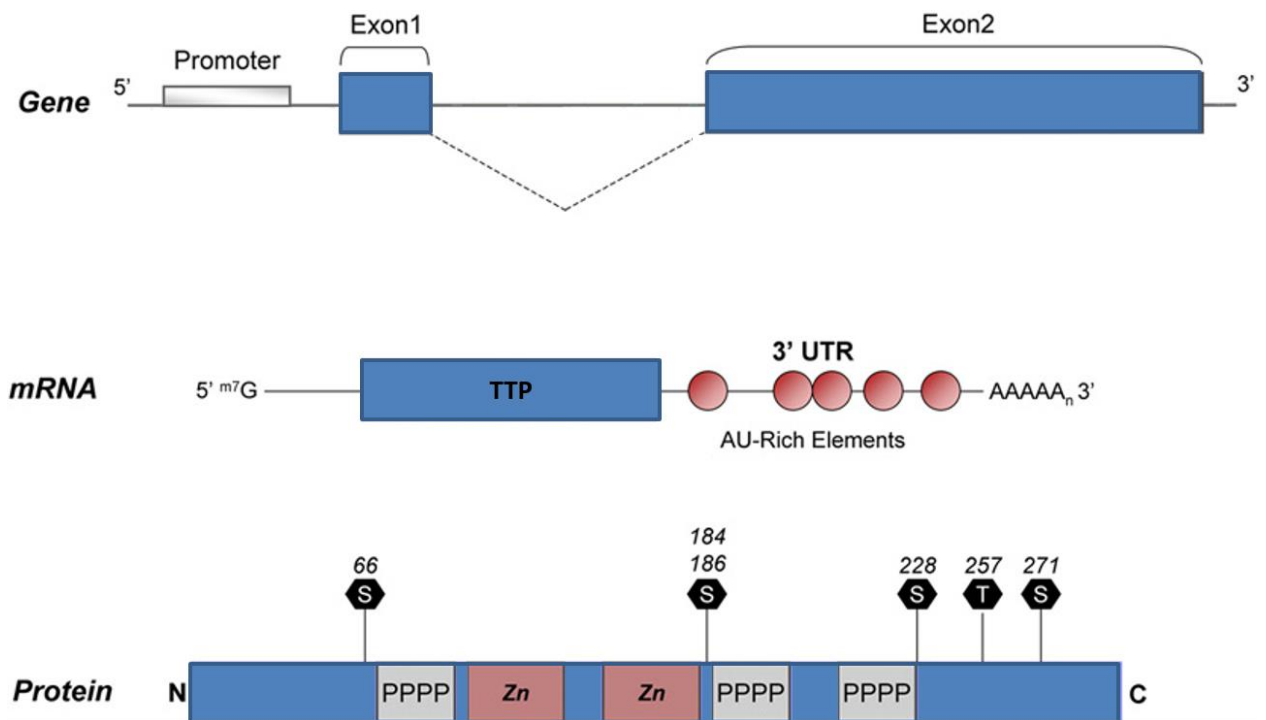 Exon1
Exon2
Promoter
Gene
5’
3’
3’ UTR
mRNA
5’ m7G
TTP
AAAAAn 3’
AU-Rich Elements
184
66
186
228
257
271
S
S
S
T
S
Protein
N
PPPP
Zn
Zn
PPPP
PPPP
C